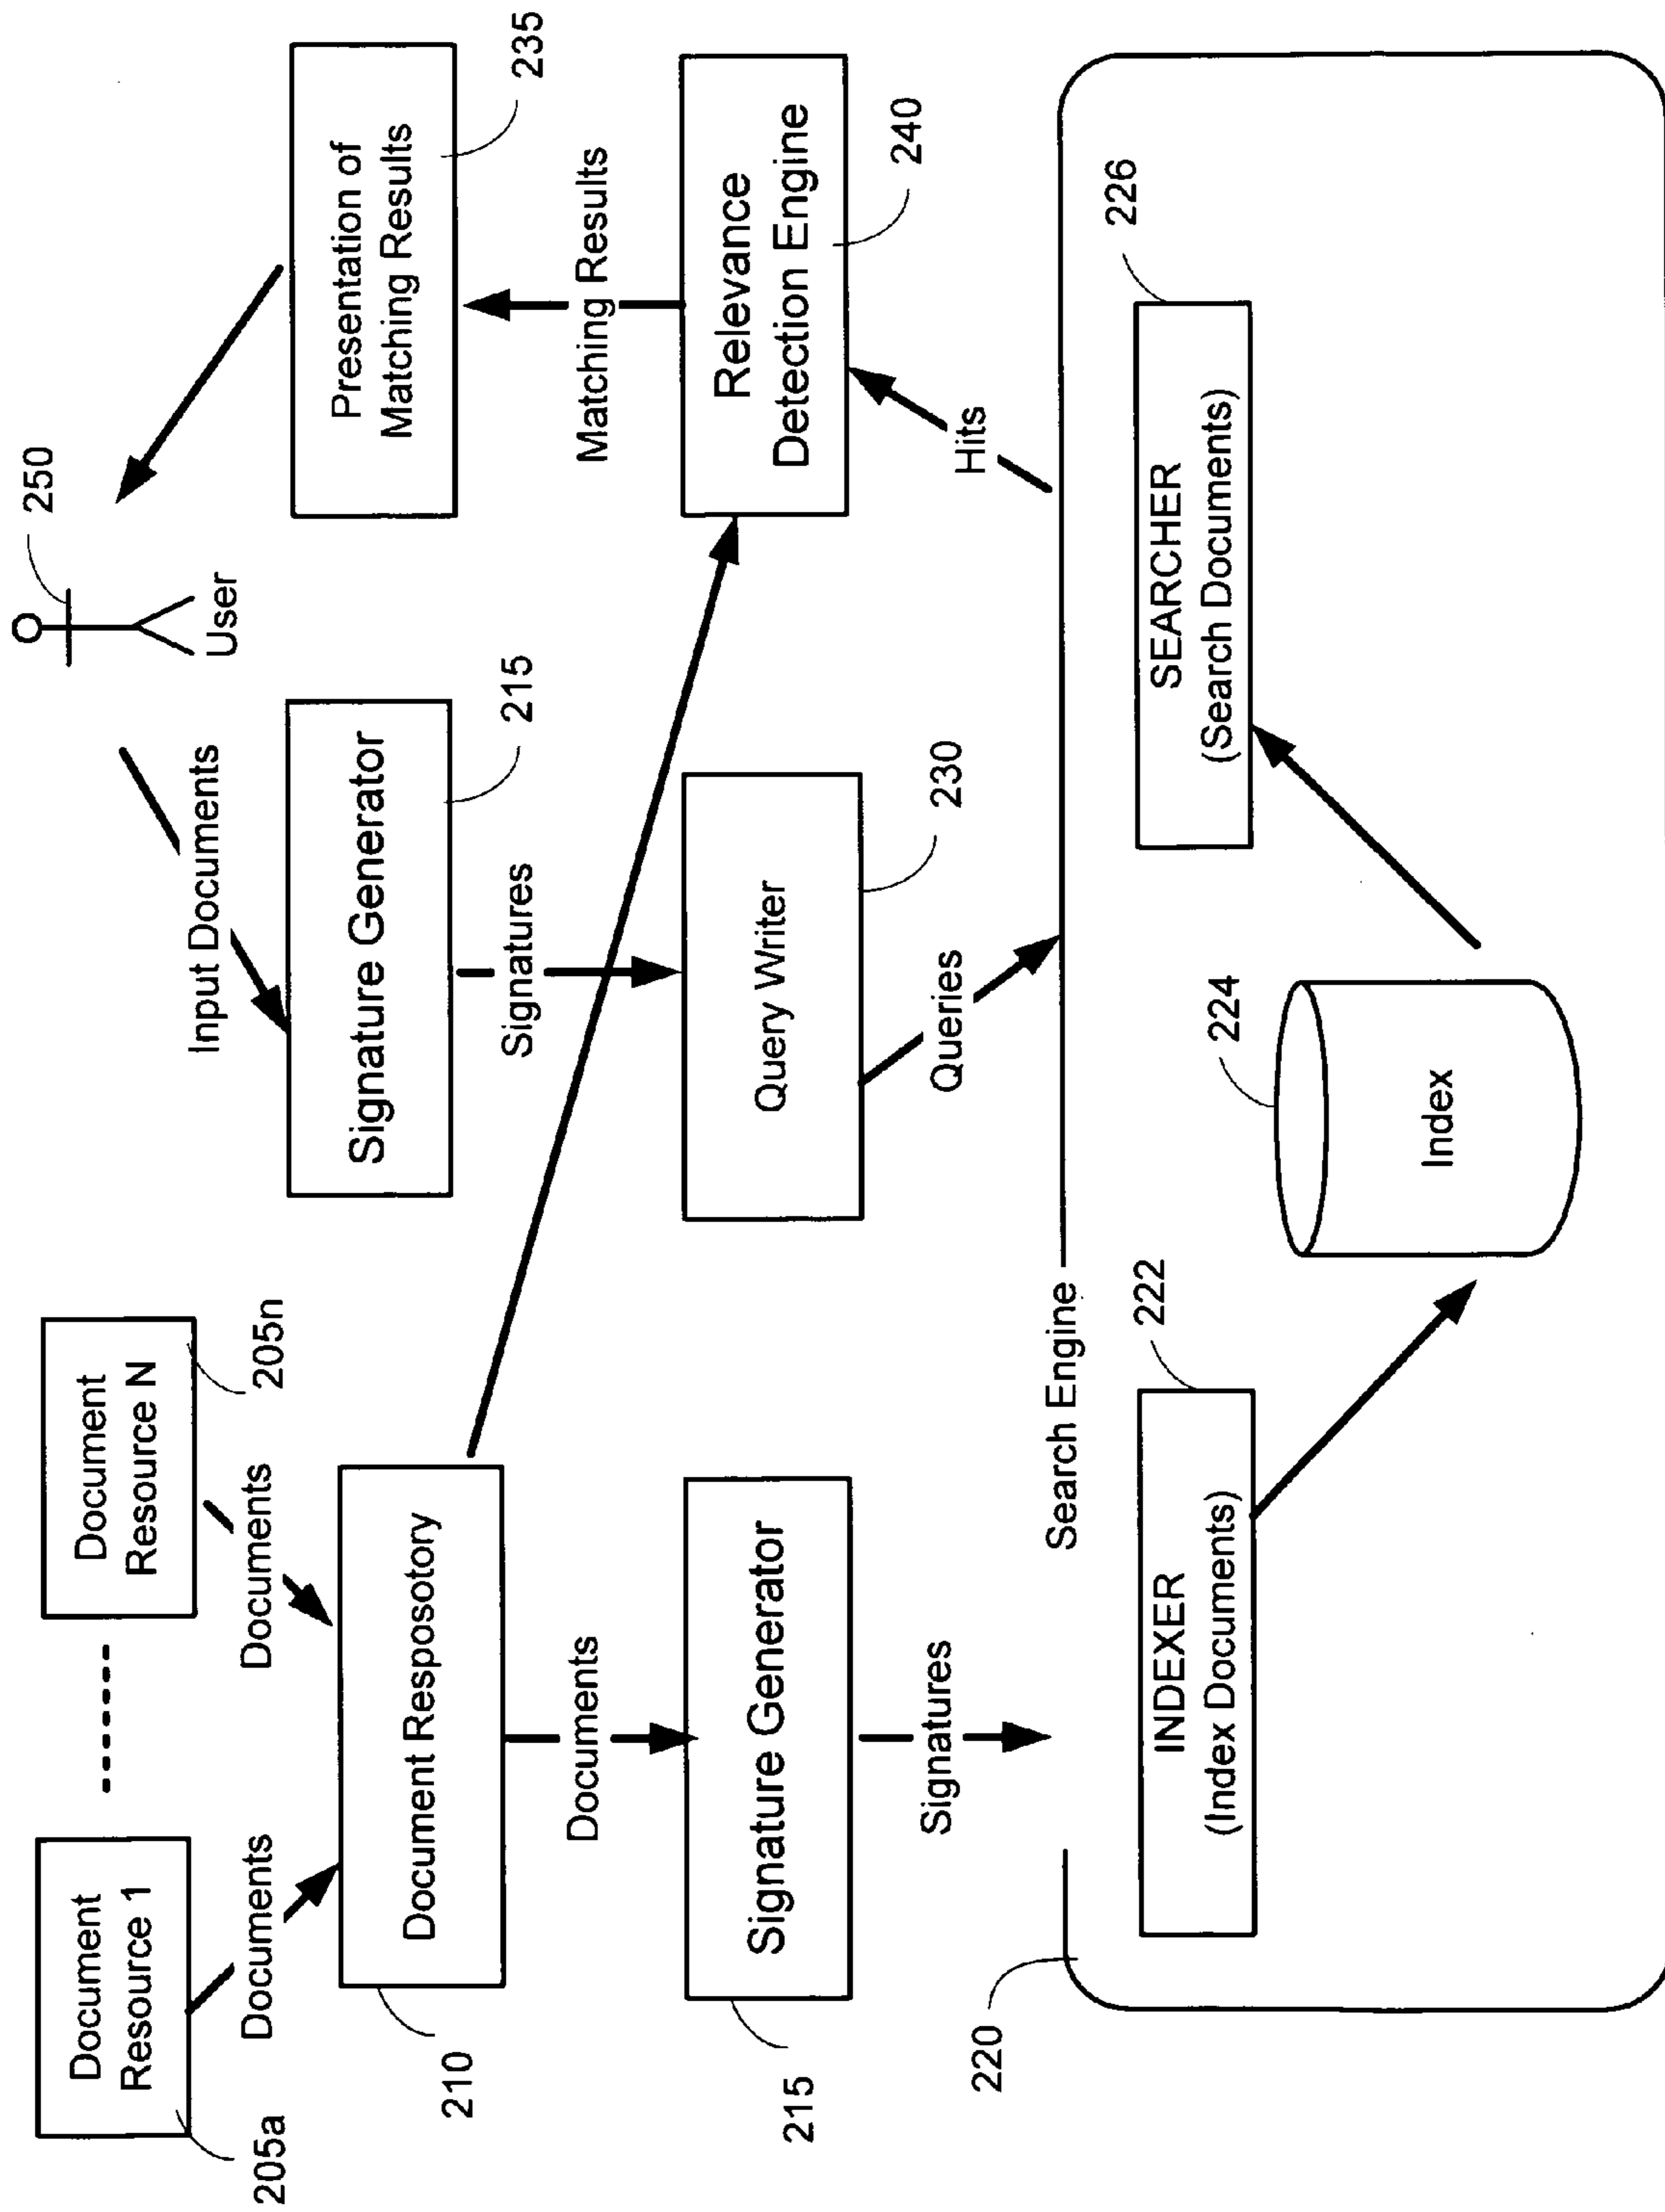 250
User
Document
Resource 1
205a
Document
Resource N
205n
Documents
Documents
Input Documents
Document Resposotory
210
Signature Generator
215
Presentation of
Matching Results
235
Documents
Signatures
Matching Results
Signature Generator
215
Query Writer
230
Relevance
Detection Engine
240
Signatures
Queries
Hits
220
Search Engine
INDEXER
(Index Documents)
222
Index
224
SEARCHER
(Search Documents)
226